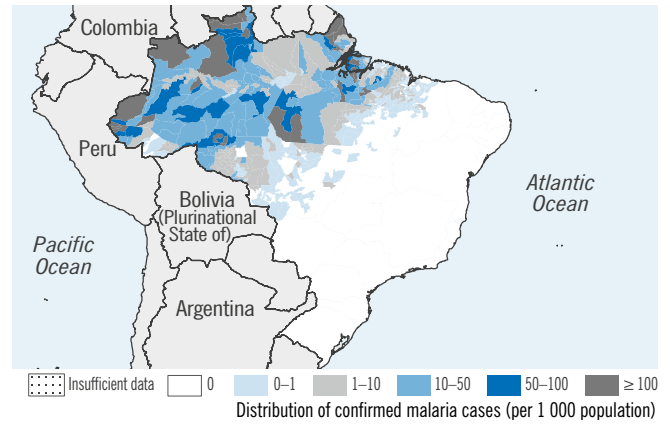 Colombia
Peru
Bolivia
(Plurinational
State of)
Atlantic
Ocean
Pacific
Ocean
Argentina
Insufficient data 0 0–1 1–10 10–50 50–100 ≥ 100
Distribution of confirmed malaria cases (per 1 000 population)